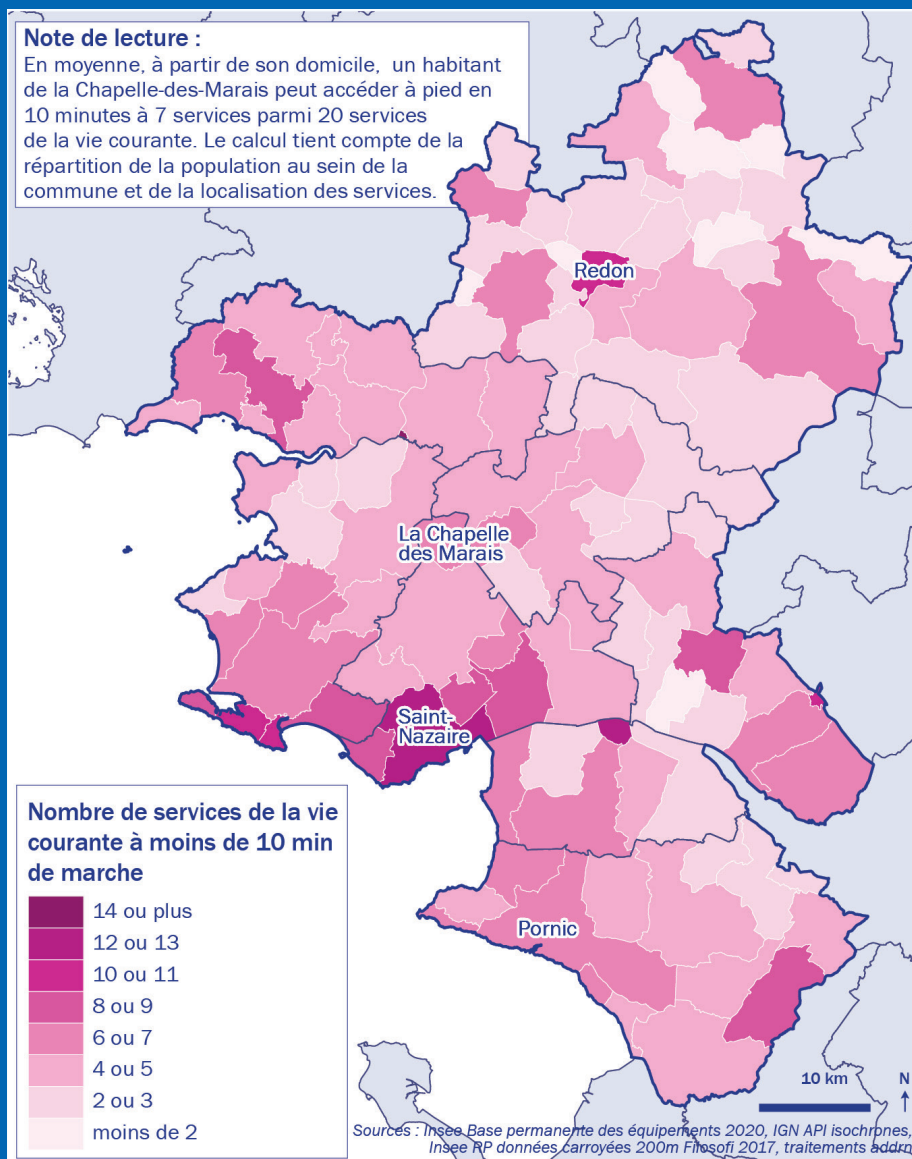 Note de lecture :
En moyenne, à partir de son domicile, un habitant
de la Chapelle-des-Marais peut accéder à pied en
10 minutes à 7 services parmi 20 services
de la vie courante. Le calcul tient compte de la
répartition de la population au sein de la
commune et de la localisation des services.
Redon
La Chapelle
des Marais
Saint-
Nazaire
Pornic
Nombre de services de la vie
courante à moins de 10 min
de marche
14 ou plus
12 ou 13
10 ou 11
8 ou 9
6 ou 7
4 ou 5
2 ou 3
moins de 2
10 km
N
Sources : Insee Base permanente des équipements 2020, IGN API isochrones,
Insee RP données carroyées 200m Filosofi 2017, traitements addrn